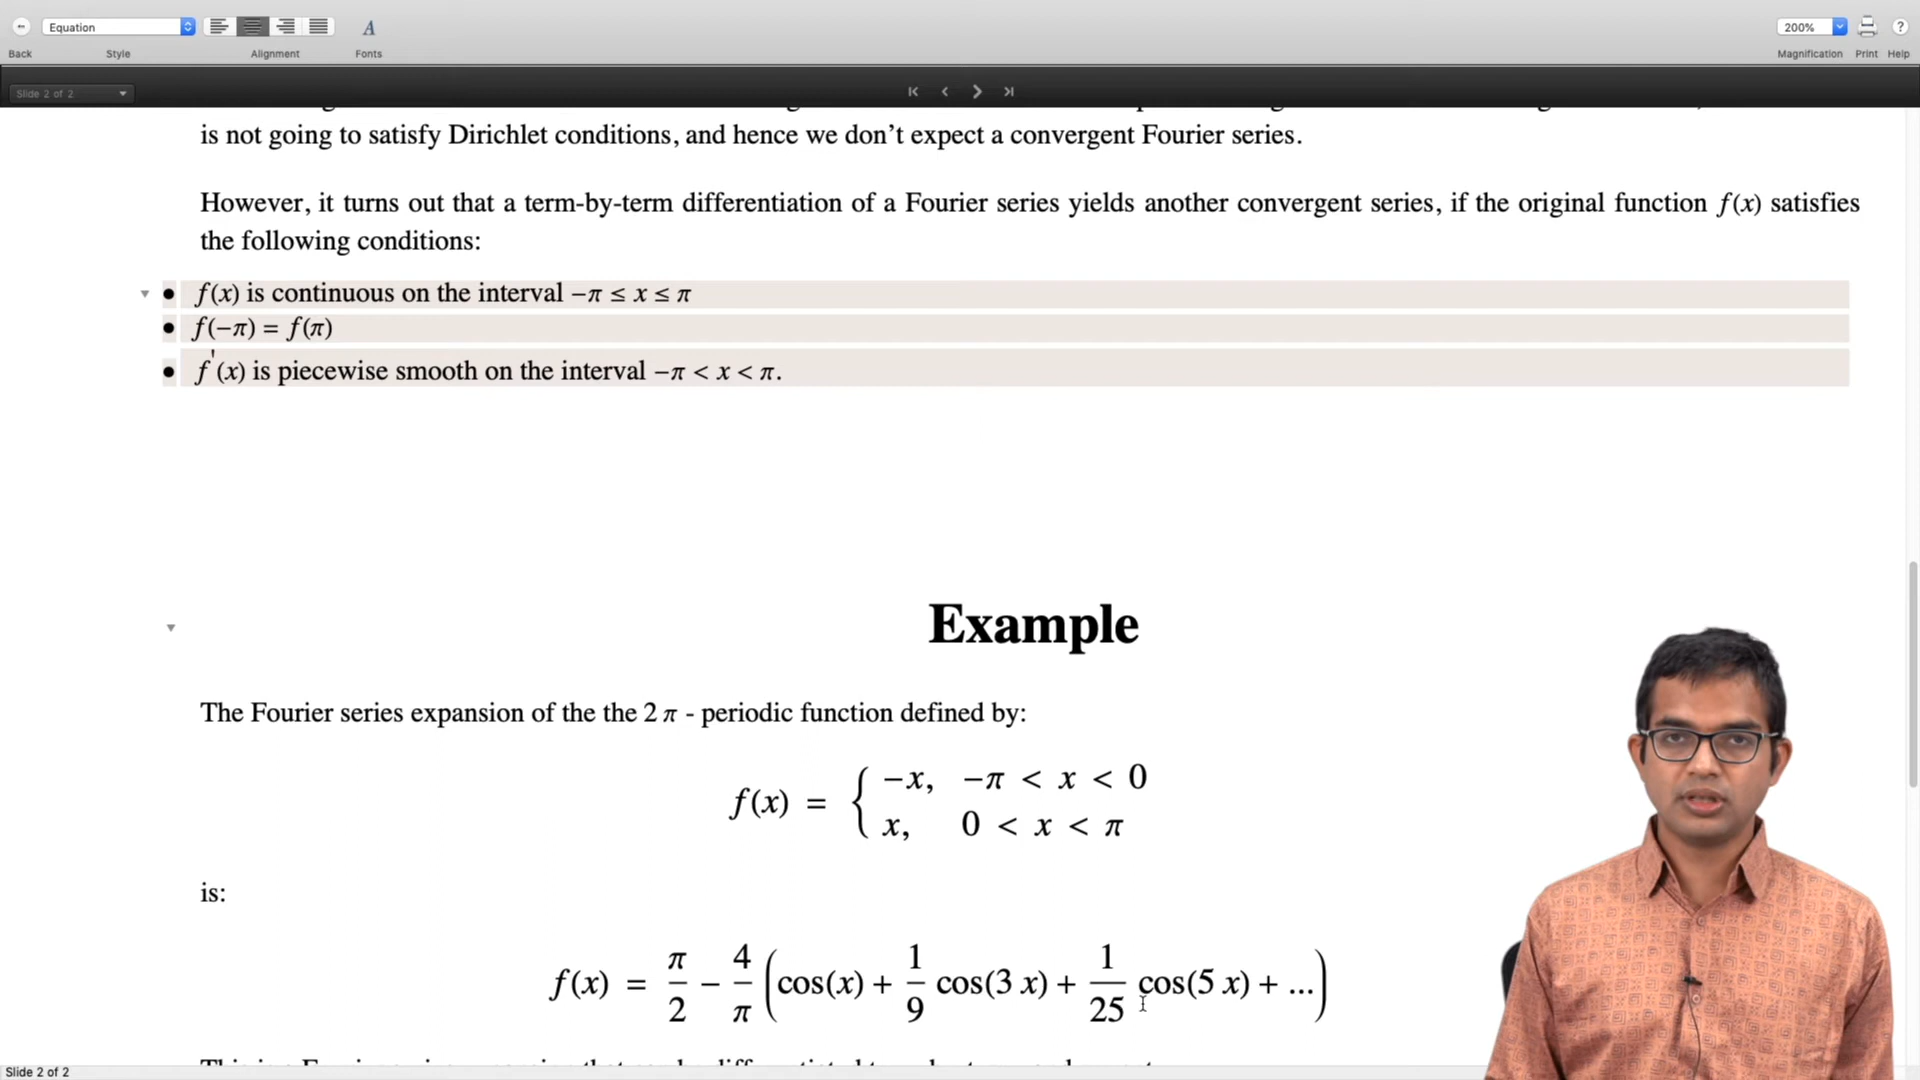 Equation
200%
Back
Style
Alignment
Fonts
Magnification
Print
Help
Slide 2 of 2
is not going to satisfy Dirichlet conditions, and hence we don’t expect a convergent Fourier series.
However, it turns out that a term-by-term differentiation of a Fourier series yields another convergent series, if the original function f(x) satisfies
the following conditions:
● f(x) is continuous on the interval −π ≤ x ≤ π
● f(−π) = f(π)
● f'(x) is piecewise smooth on the interval −π < x < π.
Example
The Fourier series expansion of the the 2 π - periodic function defined by:
f(x) = { −x, −π < x < 0
x, 0 < x < π
is:
f(x) = π/2 − 4/π (cos(x) + 1/9 cos(3 x) + 1/25 cos(5 x) + ...)
Slide 2 of 2